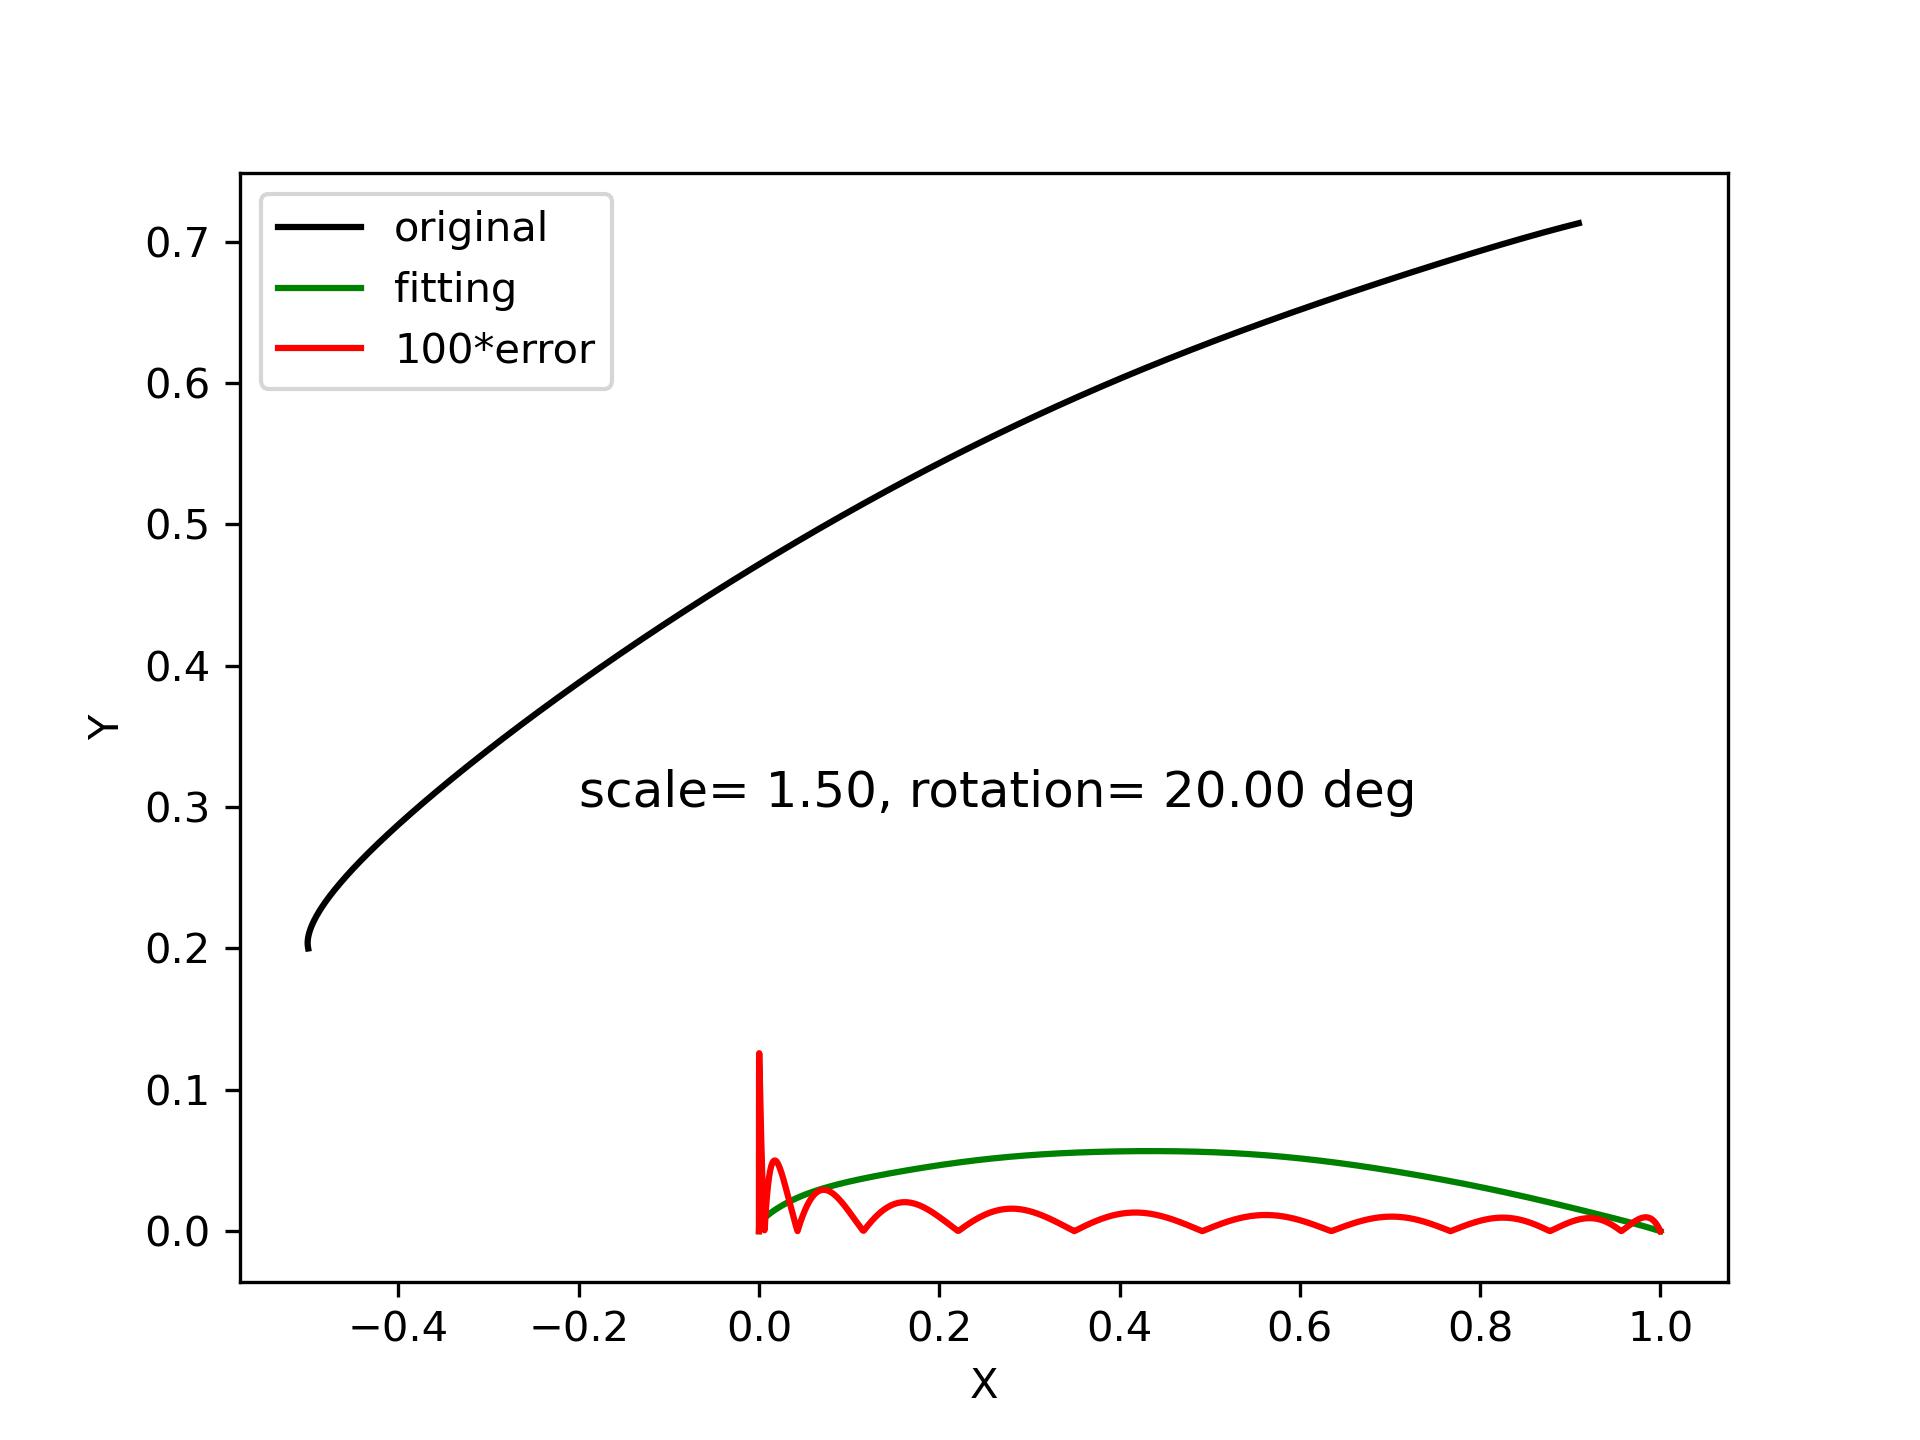 original
fitting
100*error
0.7
0.6
0.5
0.4
0.3
0.2
0.1
0.0
Y
scale= 1.50, rotation= 20.00 deg
−0.4 −0.2 0.0 0.2 0.4 0.6 0.8 1.0
X